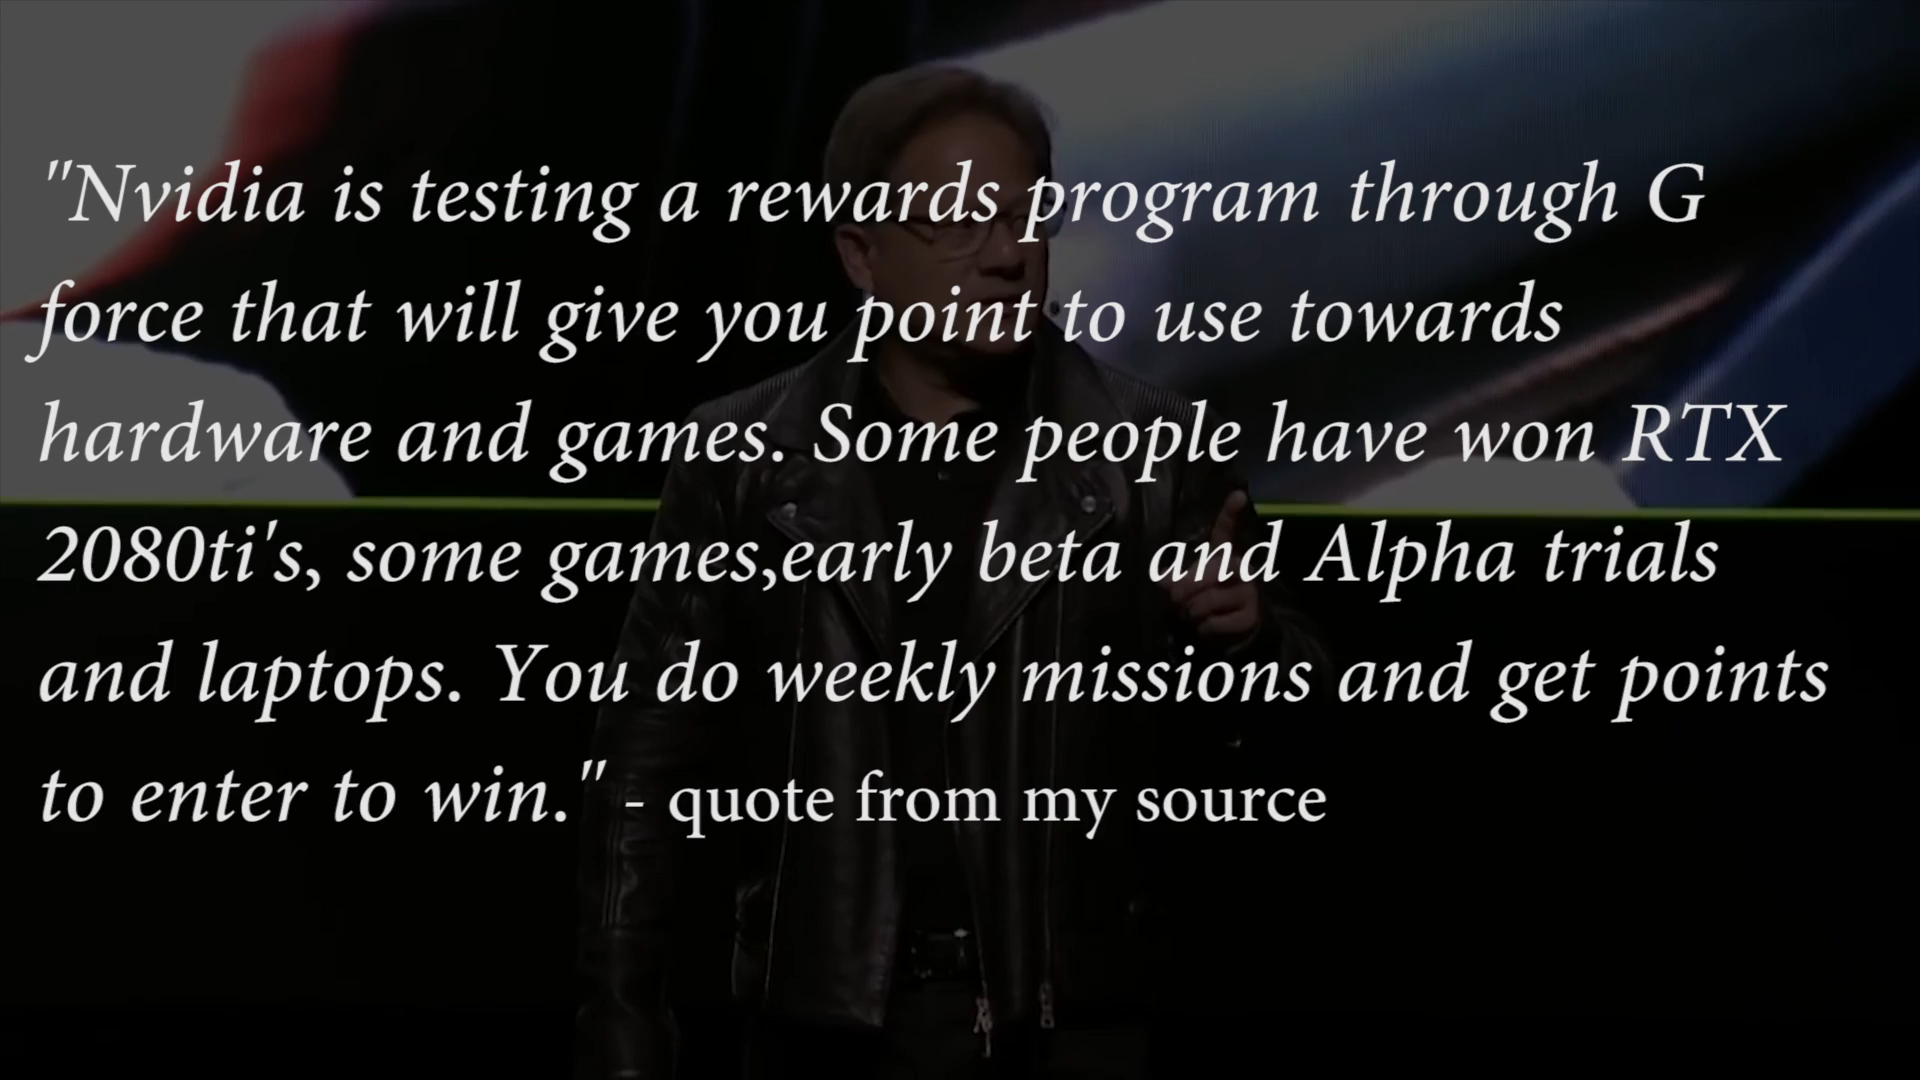 "Nvidia is testing a rewards program through G
force that will give you point to use towards
hardware and games. Some people have won RTX
2080ti's, some games,early beta and Alpha trials
and laptops. You do weekly missions and get points
to enter to win." - quote from my source